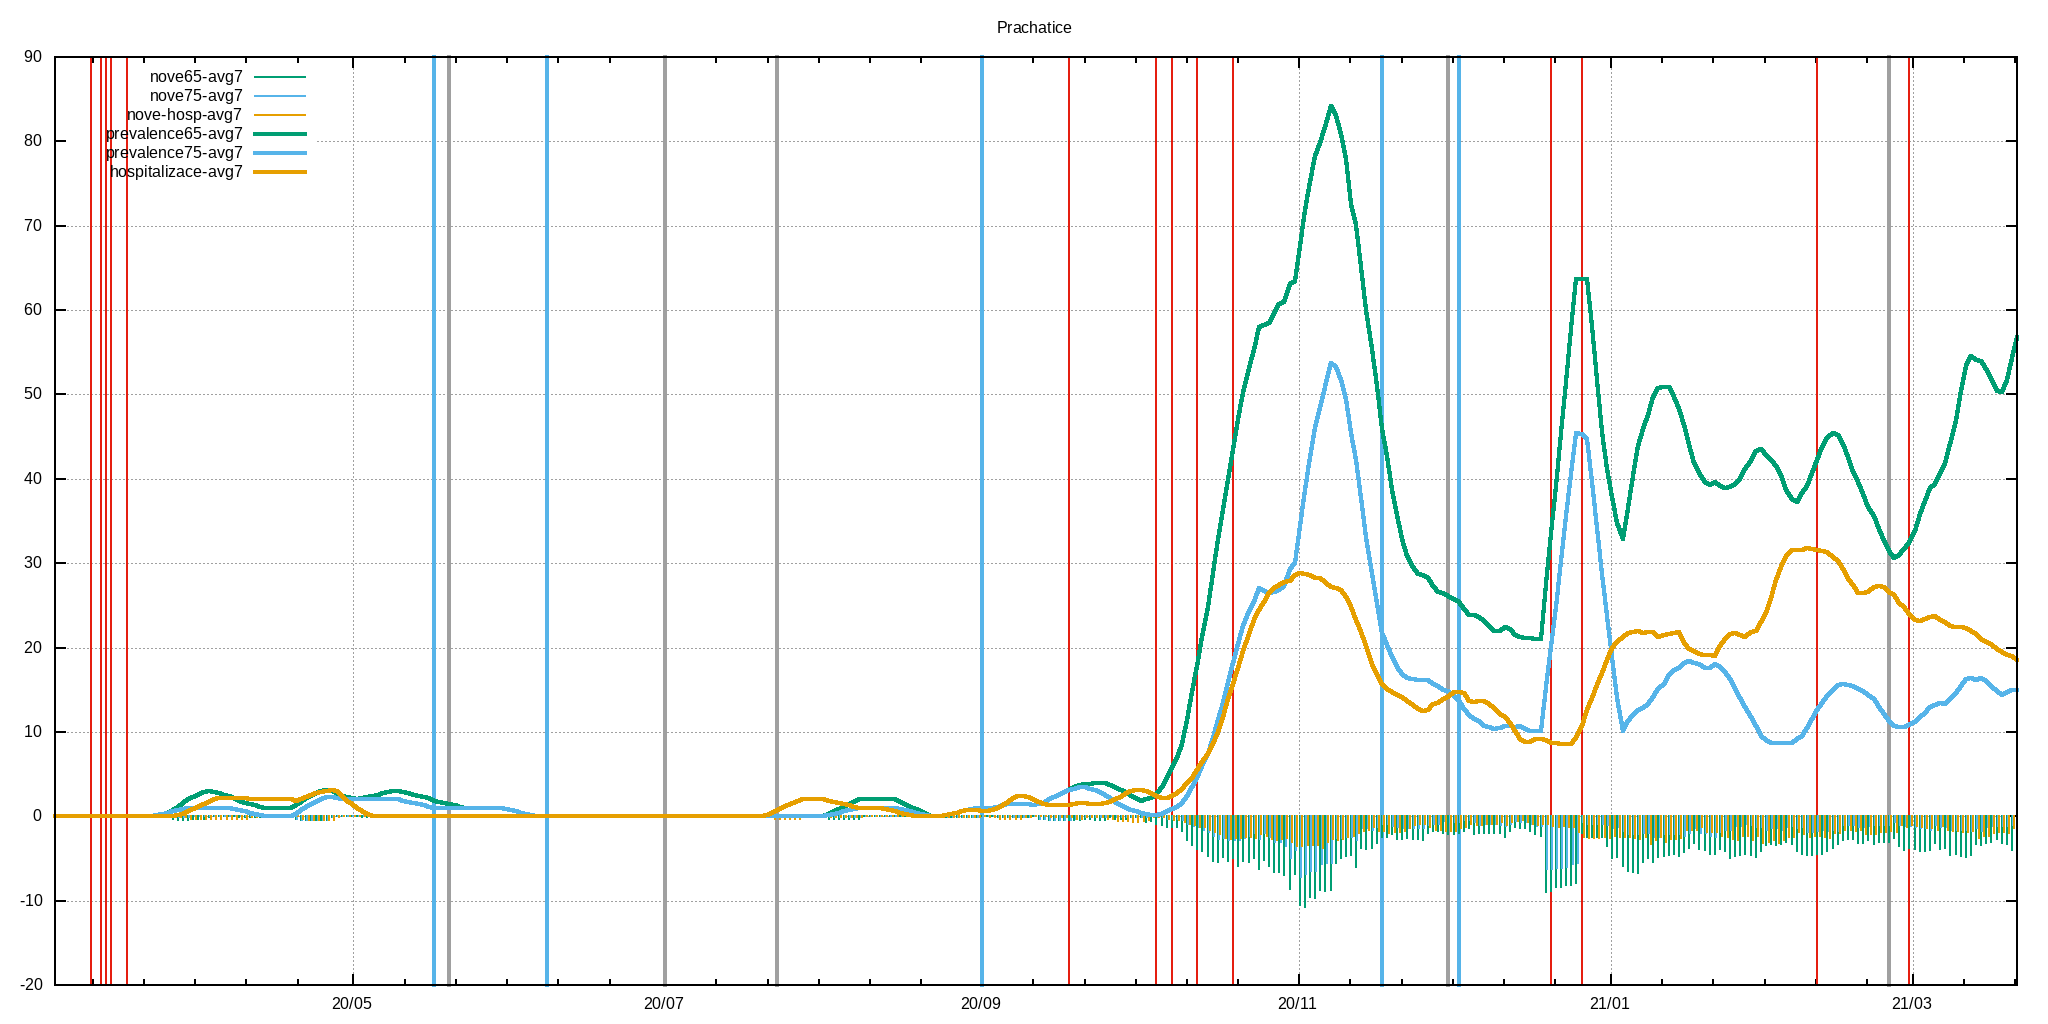 Prachatice
90
80
70
60
50
40
30
20
10
0
-10
-20
nove65-avg7
nove75-avg7
nove-hosp-avg7
prevalence65-avg7
prevalence75-avg7
hospitalizace-avg7
20/05 20/07 20/09 20/11 21/01 21/03